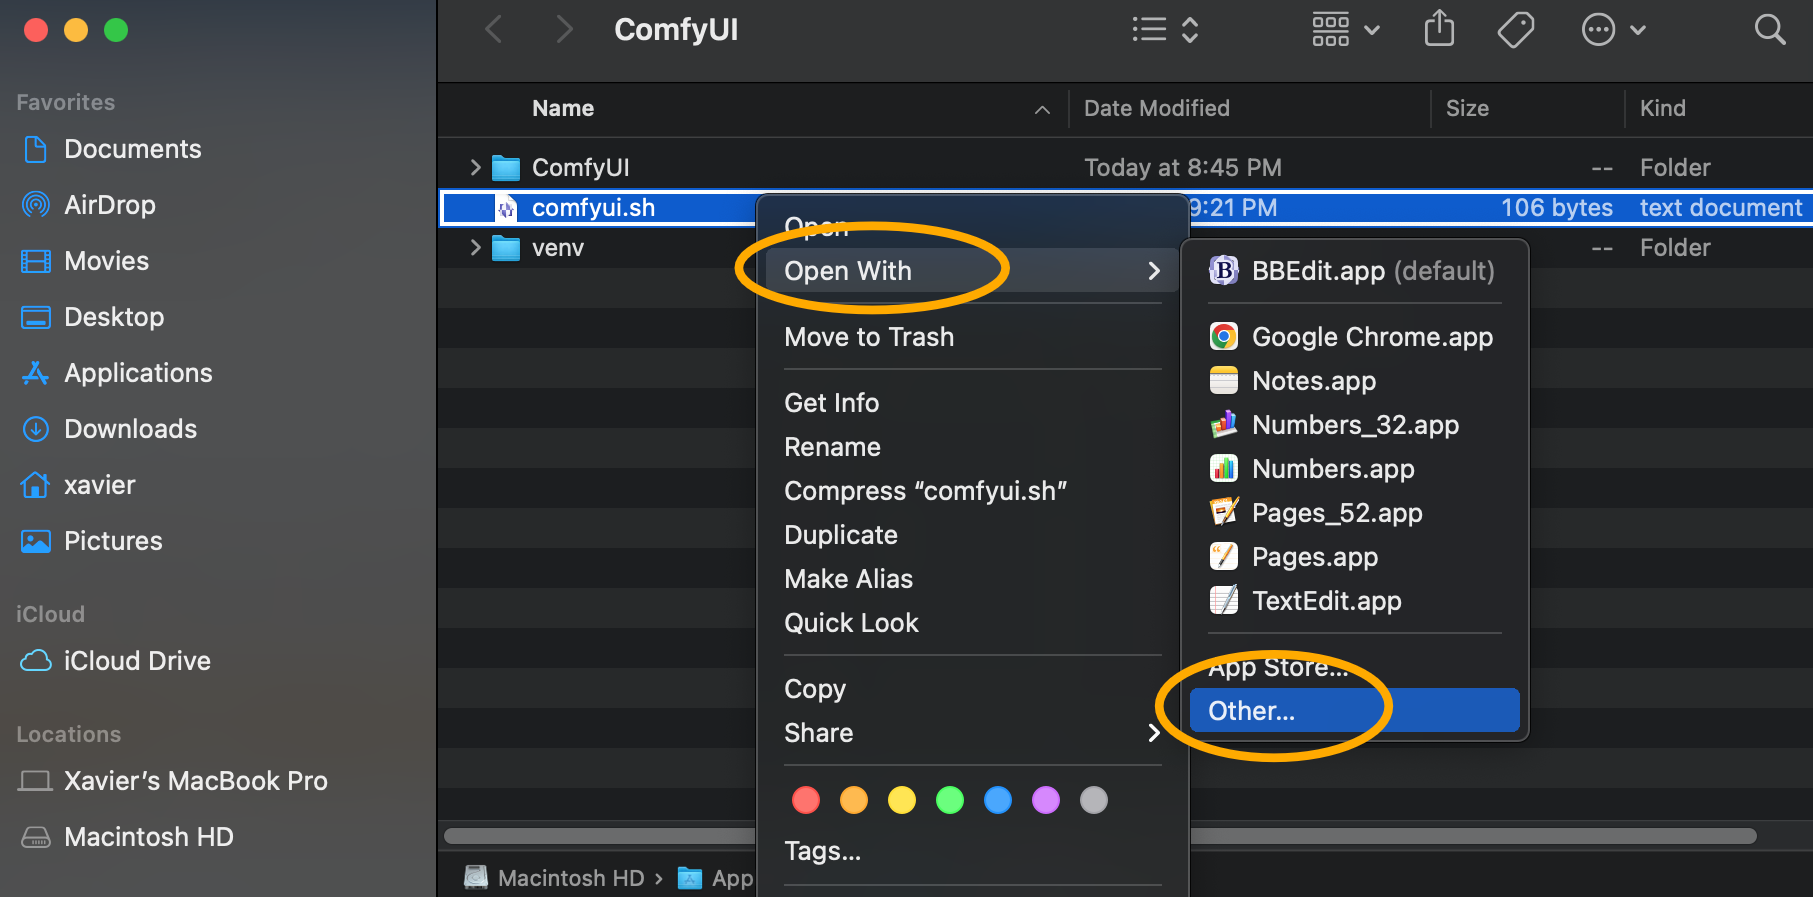 ComfyUI
Favorites
Documents
AirDrop
Movies
Desktop
Applications
Downloads
xavier
Pictures
iCloud
iCloud Drive
Locations
Xavier’s MacBook Pro
Macintosh HD
Name Date Modified Size Kind
ComfyUI Today at 8:45 PM -- Folder
comfyui.sh 9:21 PM 106 bytes text document
venv -- Folder
Open
Open With
Move to Trash
Get Info
Rename
Compress “comfyui.sh”
Duplicate
Make Alias
Quick Look
Copy
Share
Tags...
BBEdit.app (default)
Google Chrome.app
Notes.app
Numbers_32.app
Numbers.app
Pages_52.app
Pages.app
TextEdit.app
App Store...
Other...
Macintosh HD › App